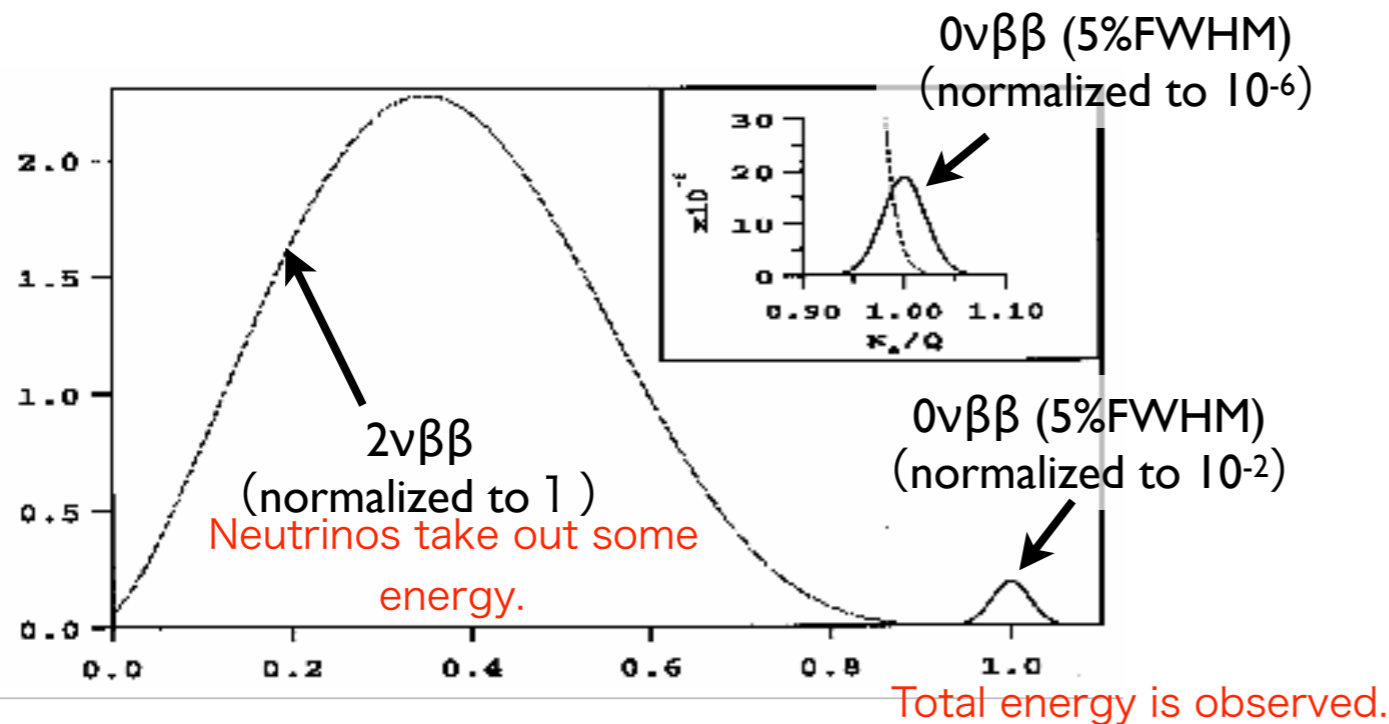 0νββ (5%FWHM)
(normalized to 10-6)
30
20
10
0
x10
0.90 1.00 1.10
/Q
2.0
1.5
1.0
0.5
0.0
2νββ
(normalized to 1)
Neutrinos take out some
energy.
0νββ (5%FWHM)
(normalized to 10-2)
0.0 0.2 0.4 0.6 0.8 1.0
Total energy is observed.